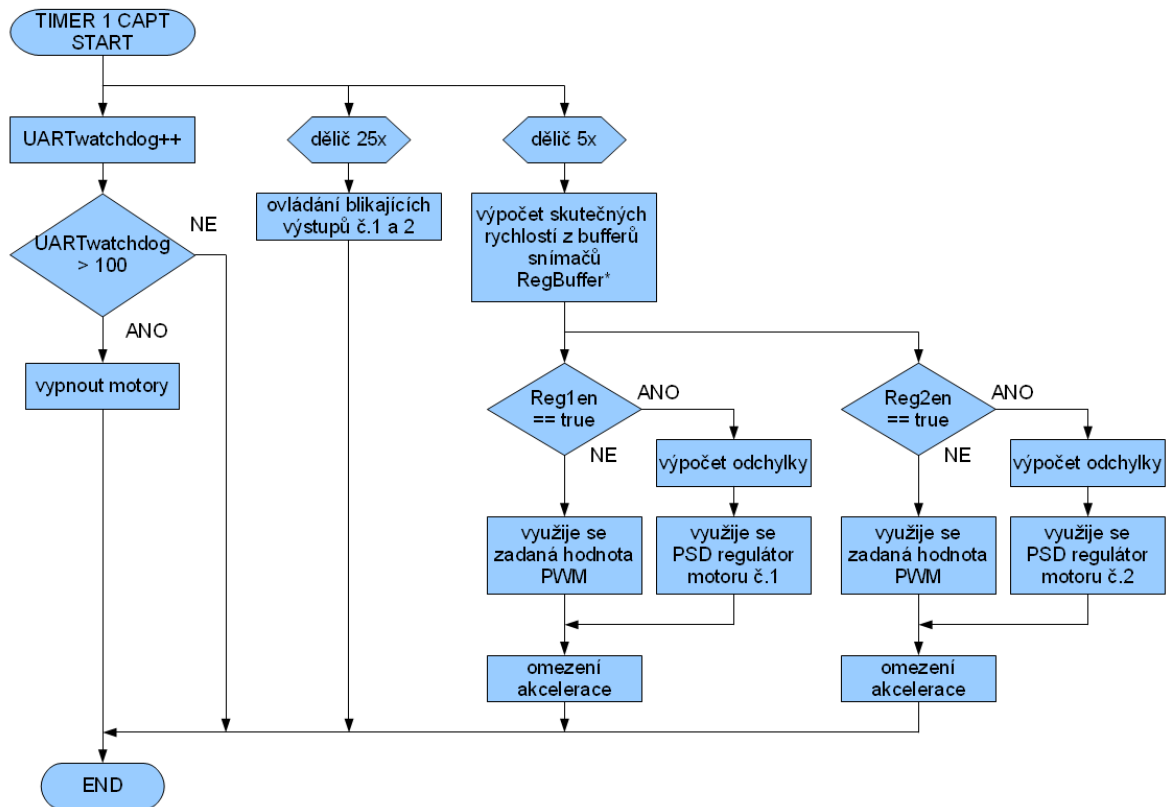 TIMER 1 CAPT
START
UARTwatchdog++
dělič 25x
dělič 5x
UARTwatchdog
> 100
NE
ANO
vypnout motory
ovládání blikajících
výstupů č.1 a 2
výpočet skutečných
rychlostí z bufferů
snímačů
RegBuffer*
Reg1en
== true
ANO
NE
výpočet odchylky
využije se
zadaná hodnota
PWM
využije se
PSD regulátor
motoru č.1
omezení
akcelerace
Reg2en
== true
ANO
NE
výpočet odchylky
využije se
zadaná hodnota
PWM
využije se
PSD regulátor
motoru č.2
omezení
akcelerace
END